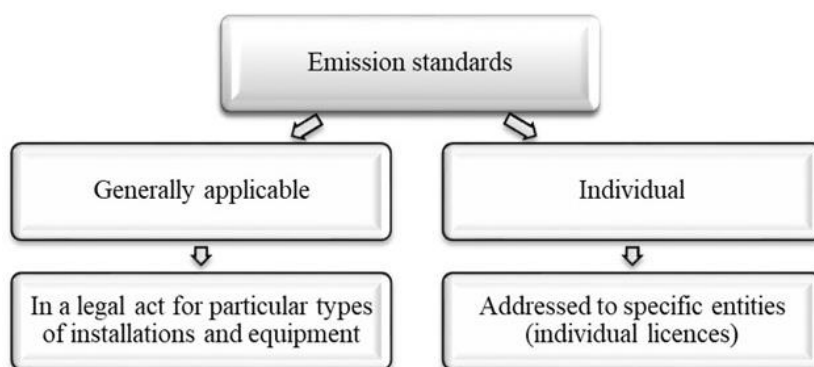 Emission standards
Generally applicable
Individual
In a legal act for particular types
of installations and equipment
Addressed to specific entities
(individual licences)